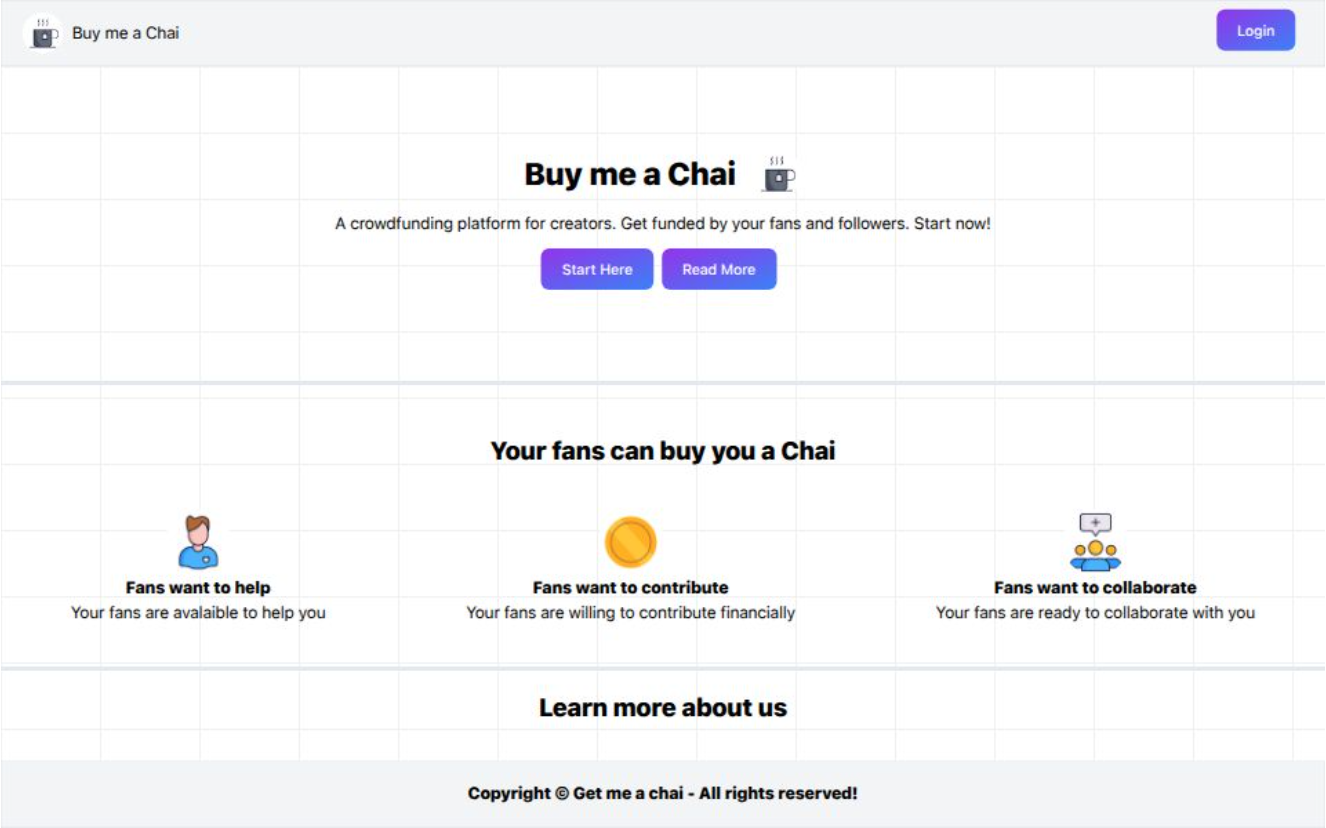 Buy me a Chai
Login
Buy me a Chai
A crowdfunding platform for creators. Get funded by your fans and followers. Start now!
Start Here
Read More
Your fans can buy you a Chai
Fans want to help
Your fans are avalaible to help you
Fans want to contribute
Your fans are willing to contribute financially
Fans want to collaborate
Your fans are ready to collaborate with you
Learn more about us
Copyright © Get me a chai - All rights reserved!